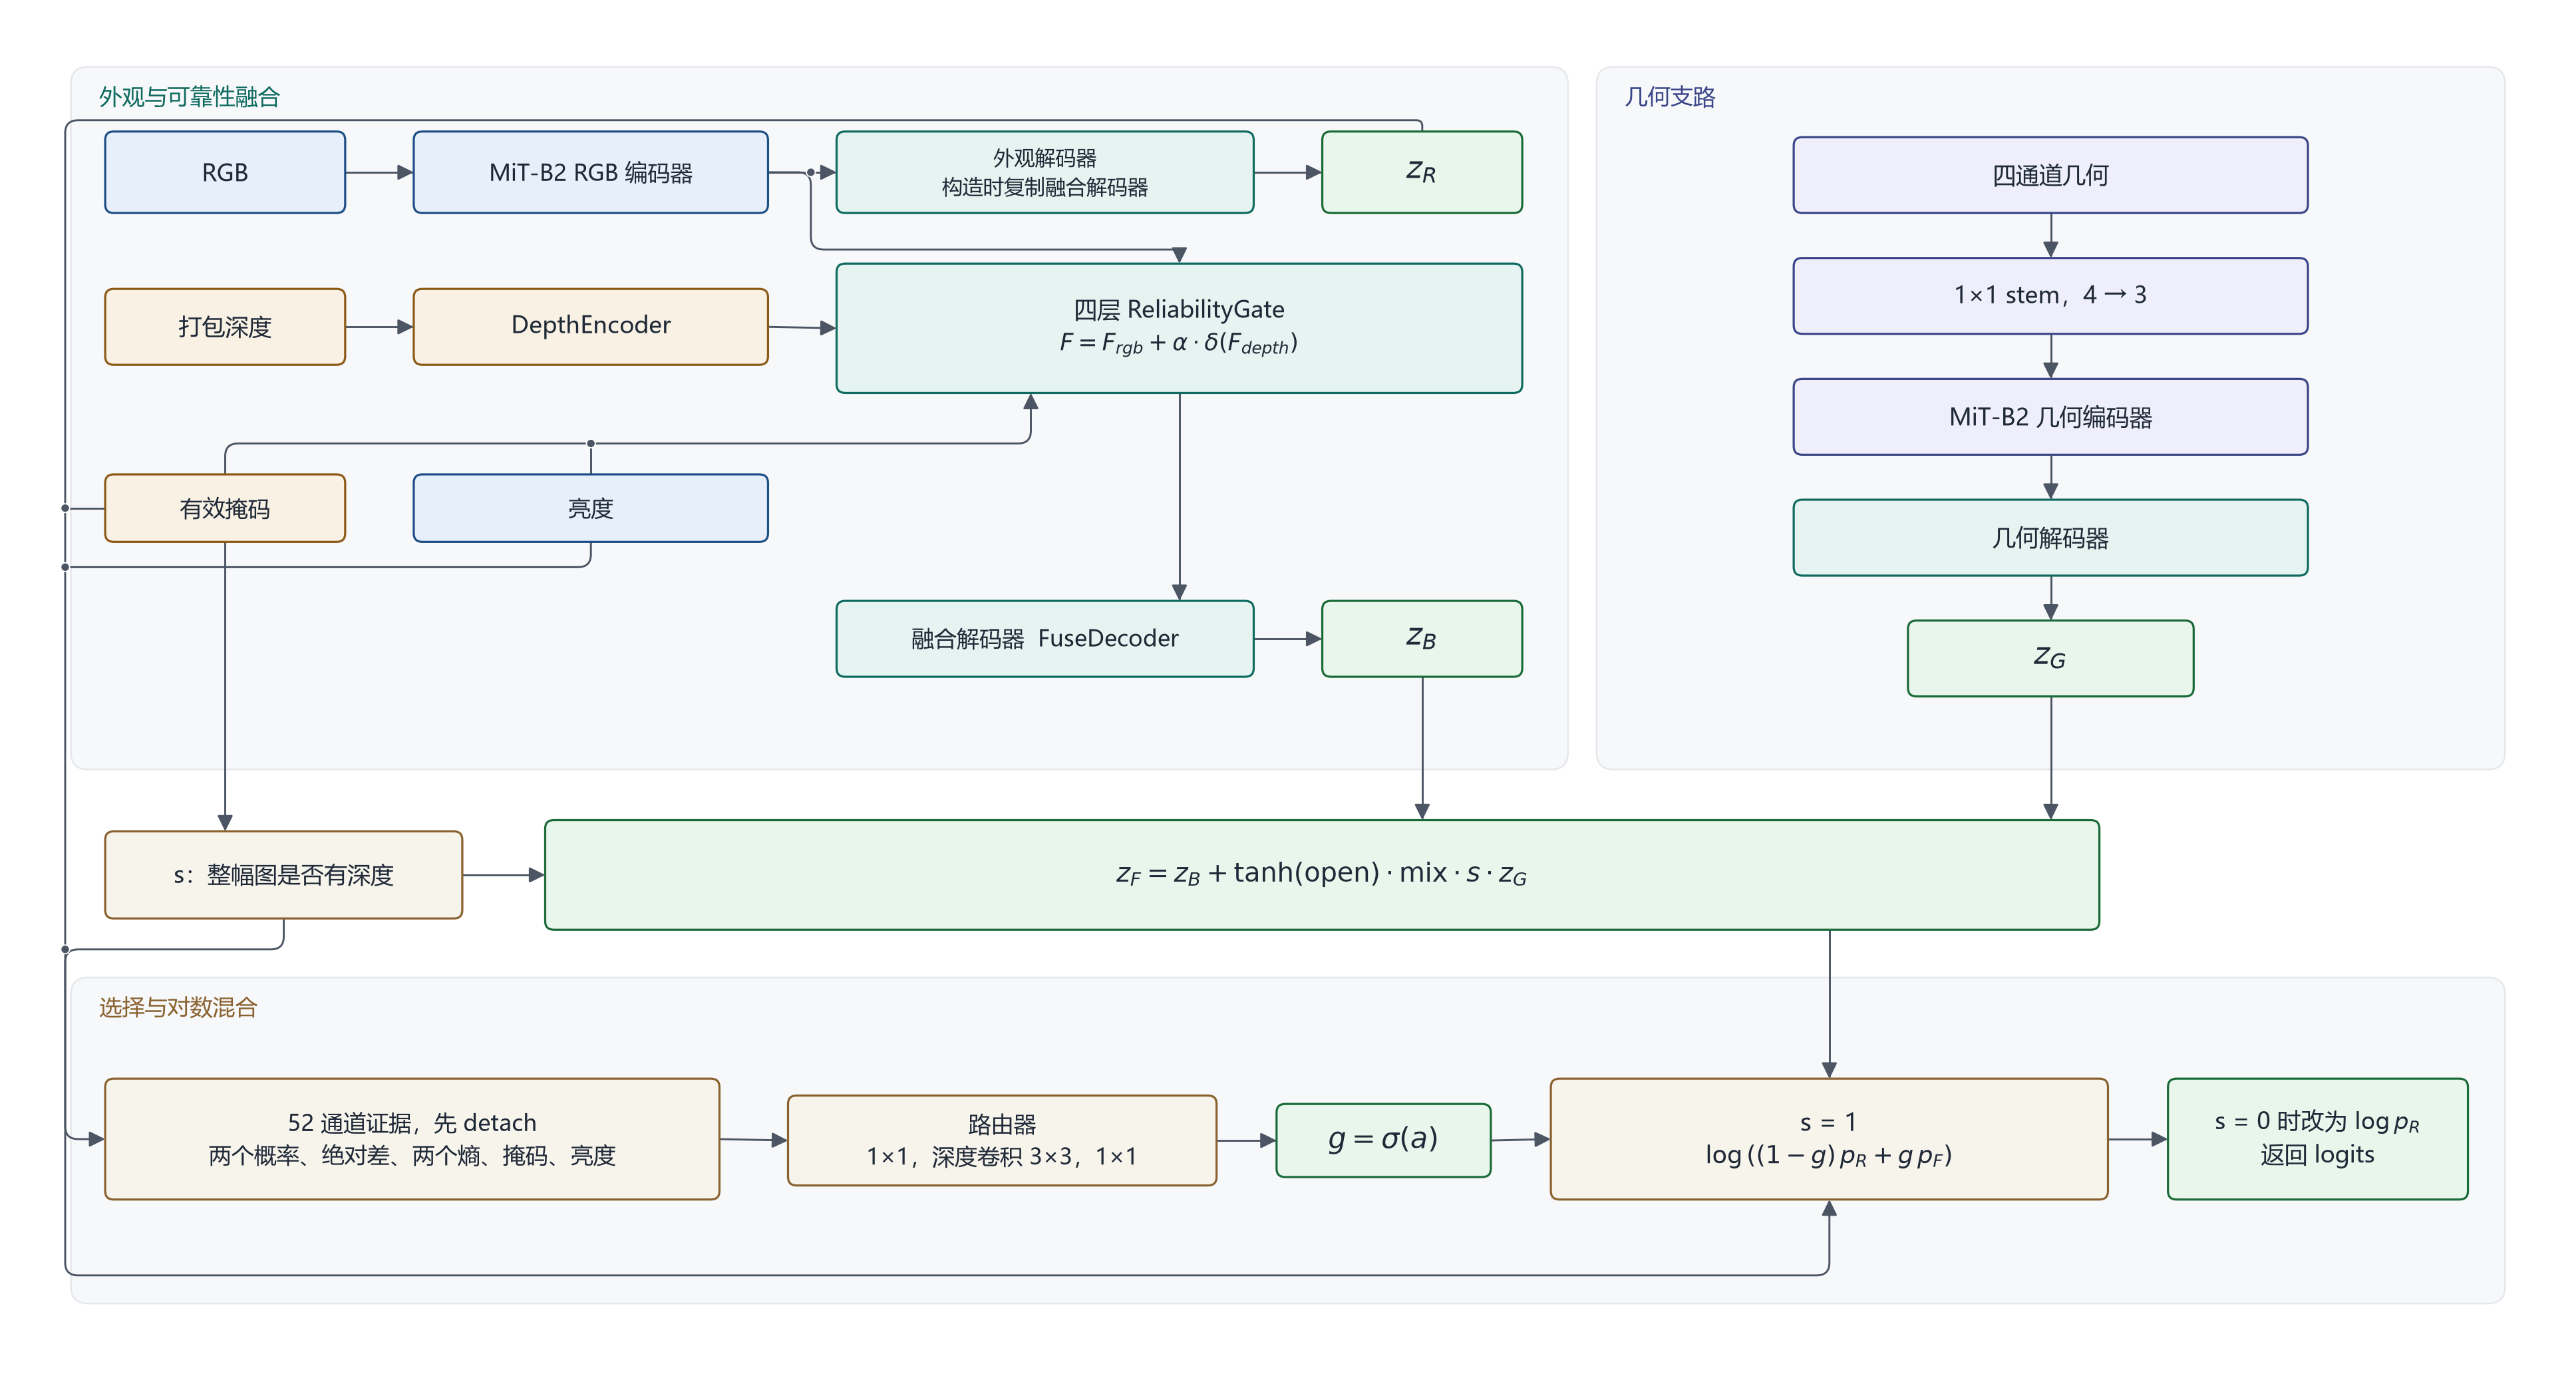 外观与可靠性融合
RGB
MiT-B2 RGB 编码器
外观解码器
构造时复制融合解码器
z_R
打包深度
DepthEncoder
四层 ReliabilityGate
F = F_rgb + α · δ(F_depth)
有效掩码
亮度
融合解码器 FuseDecoder
z_B
几何支路
四通道几何
1×1 stem，4 → 3
MiT-B2 几何编码器
几何解码器
z_G
s：整幅图是否有深度
z_F = z_B + tanh(open) · mix · s · z_G
选择与对数混合
52 通道证据，先 detach
两个概率、绝对差、两个熵、掩码、亮度
路由器
1×1，深度卷积 3×3，1×1
g = σ(a)
s = 1
log((1 − g) p_R + g p_F)
s = 0 时改为 log p_R
返回 logits